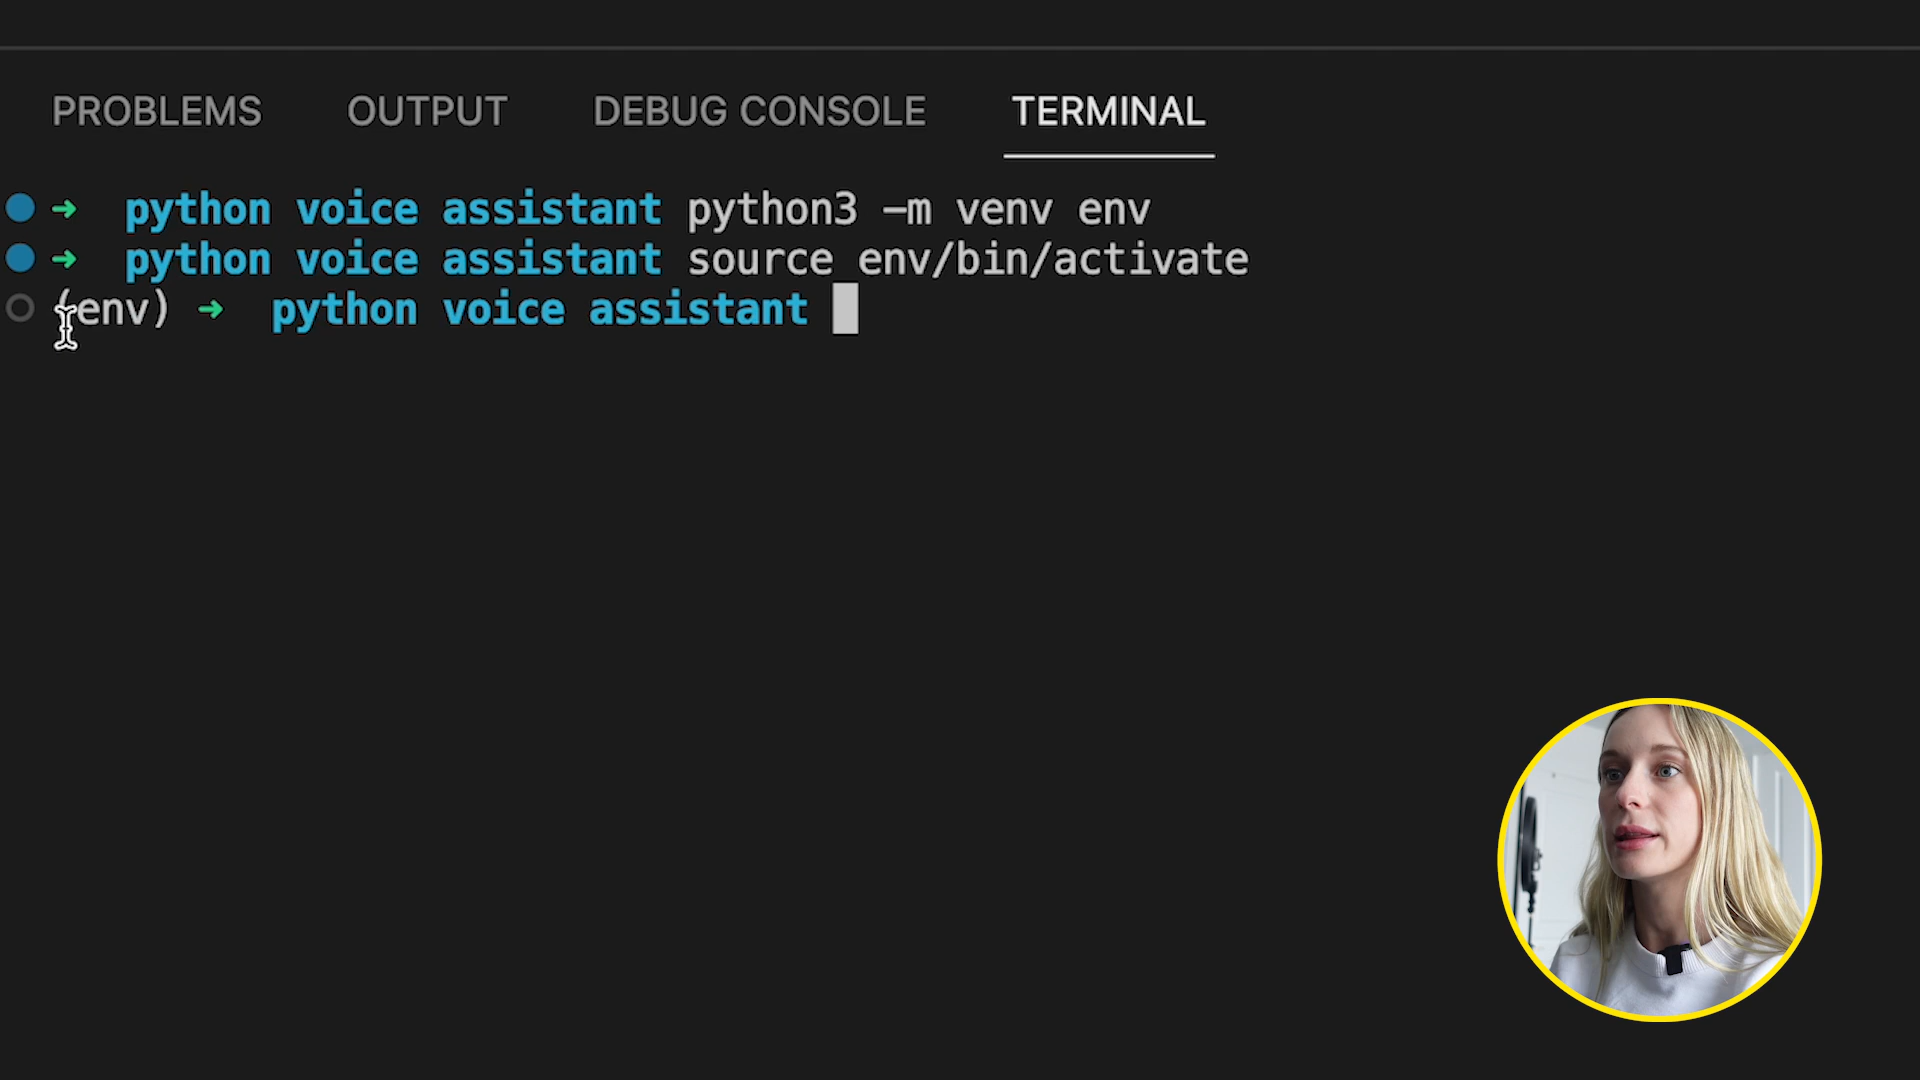 PROBLEMS OUTPUT DEBUG CONSOLE TERMINAL
➜ python voice assistant python3 -m venv env
➜ python voice assistant source env/bin/activate
(env) ➜ python voice assistant